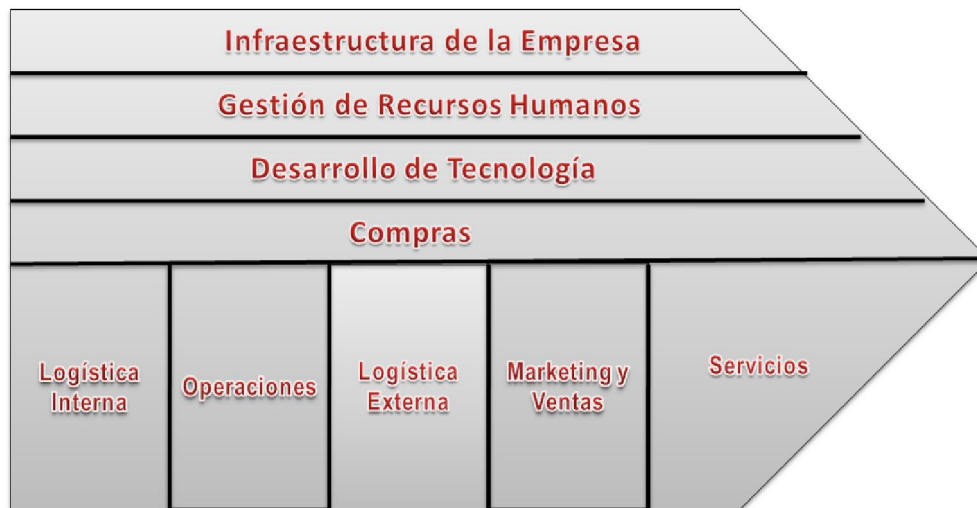 Infraestructura de la Empresa
Gestión de Recursos Humanos
Desarrollo de Tecnología
Compras
Logística
Interna
Operaciones
Logística
Externa
Marketing y
Ventas
Servicios